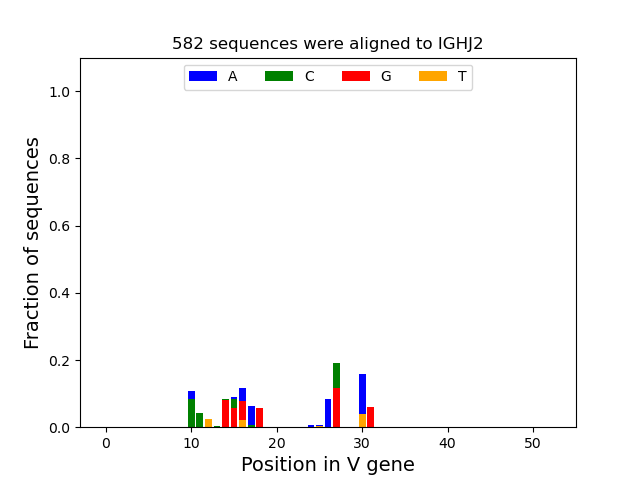 582 sequences were aligned to IGHJ2
A C G T
1.0
0.8
0.6
0.4
0.2
0.0
Fraction of sequences
0 10 20 30 40 50
Position in V gene